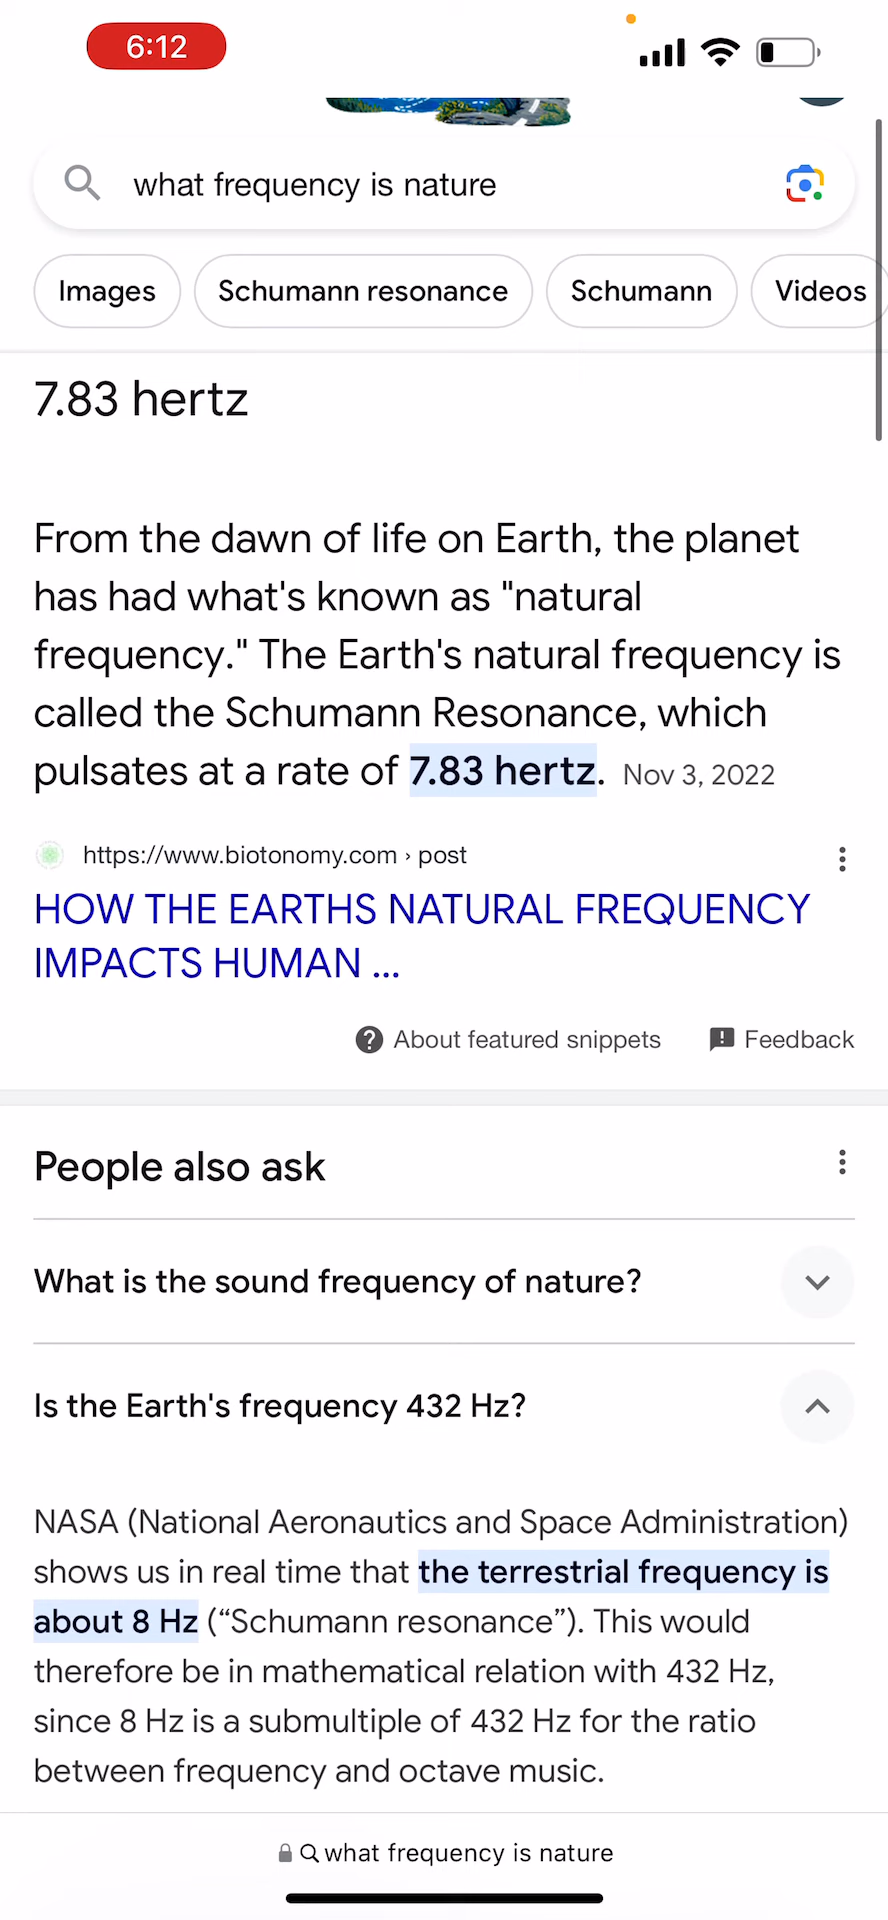 6:12
what frequency is nature
Images
Schumann resonance
Schumann
Videos
7.83 hertz
From the dawn of life on Earth, the planet
has had what's known as "natural
frequency." The Earth's natural frequency is
called the Schumann Resonance, which
pulsates at a rate of 7.83 hertz. Nov 3, 2022
https://www.biotonomy.com › post
HOW THE EARTHS NATURAL FREQUENCY
IMPACTS HUMAN ...
About featured snippets
Feedback
People also ask
What is the sound frequency of nature?
Is the Earth's frequency 432 Hz?
NASA (National Aeronautics and Space Administration)
shows us in real time that the terrestrial frequency is
about 8 Hz (“Schumann resonance”). This would
therefore be in mathematical relation with 432 Hz,
since 8 Hz is a submultiple of 432 Hz for the ratio
between frequency and octave music.
what frequency is nature